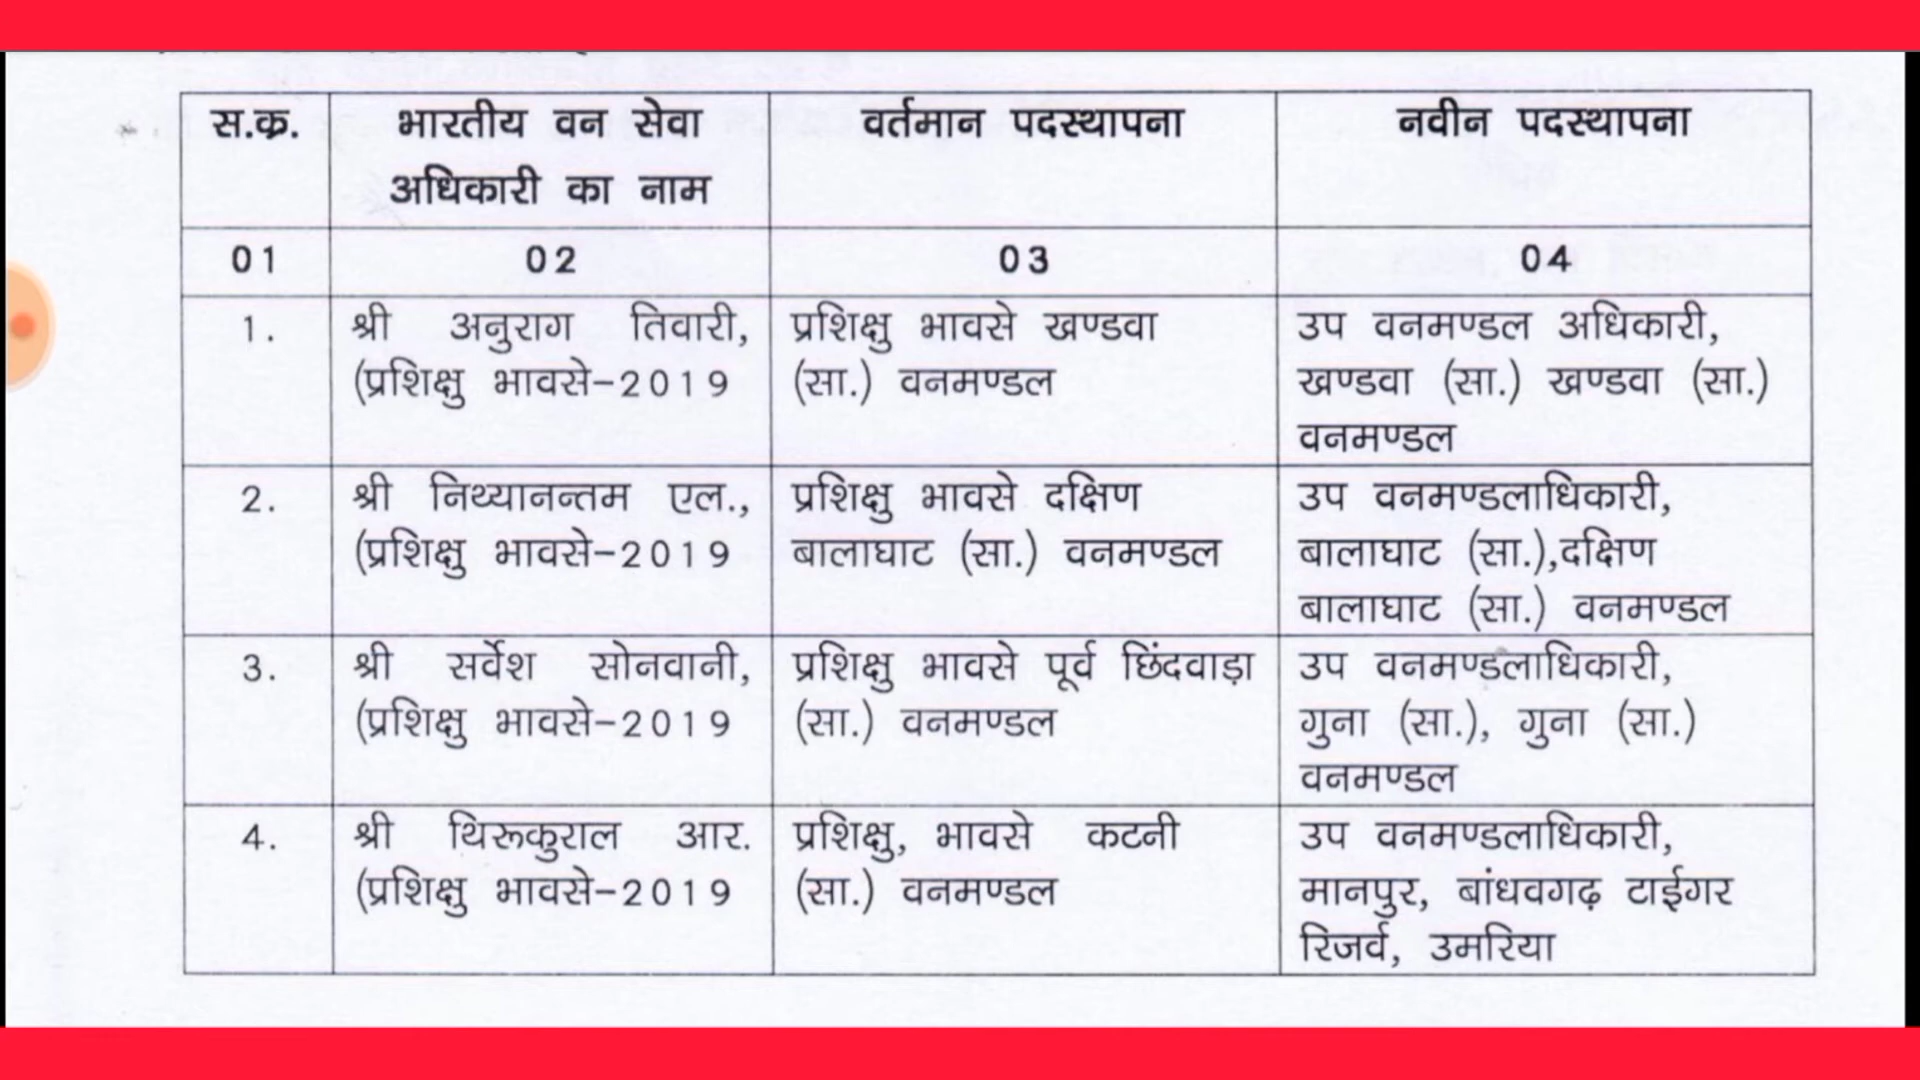 स.क्र. भारतीय वन सेवा वर्तमान पदस्थापना नवीन पदस्थापना
अधिकारी का नाम
01 02 03 04
1. श्री अनुराग तिवारी, प्रशिक्षु भावसे खण्डवा उप वनमण्डल अधिकारी,
(प्रशिक्षु भावसे-2019 (सा.) वनमण्डल खण्डवा (सा.) खण्डवा (सा.)
वनमण्डल
2. श्री निथ्यानन्तम एल., प्रशिक्षु भावसे दक्षिण उप वनमण्डलाधिकारी,
(प्रशिक्षु भावसे-2019 बालाघाट (सा.) वनमण्डल बालाघाट (सा.),दक्षिण
बालाघाट (सा.) वनमण्डल
3. श्री सर्वेश सोनवानी, प्रशिक्षु भावसे पूर्व छिंदवाड़ा उप वनमण्डलाधिकारी,
(प्रशिक्षु भावसे-2019 (सा.) वनमण्डल गुना (सा.), गुना (सा.)
वनमण्डल
4. श्री थिरूकुराल आर. प्रशिक्षु, भावसे कटनी उप वनमण्डलाधिकारी,
(प्रशिक्षु भावसे-2019 (सा.) वनमण्डल मानपुर, बांधवगढ़ टाईगर
रिजर्व, उमरिया